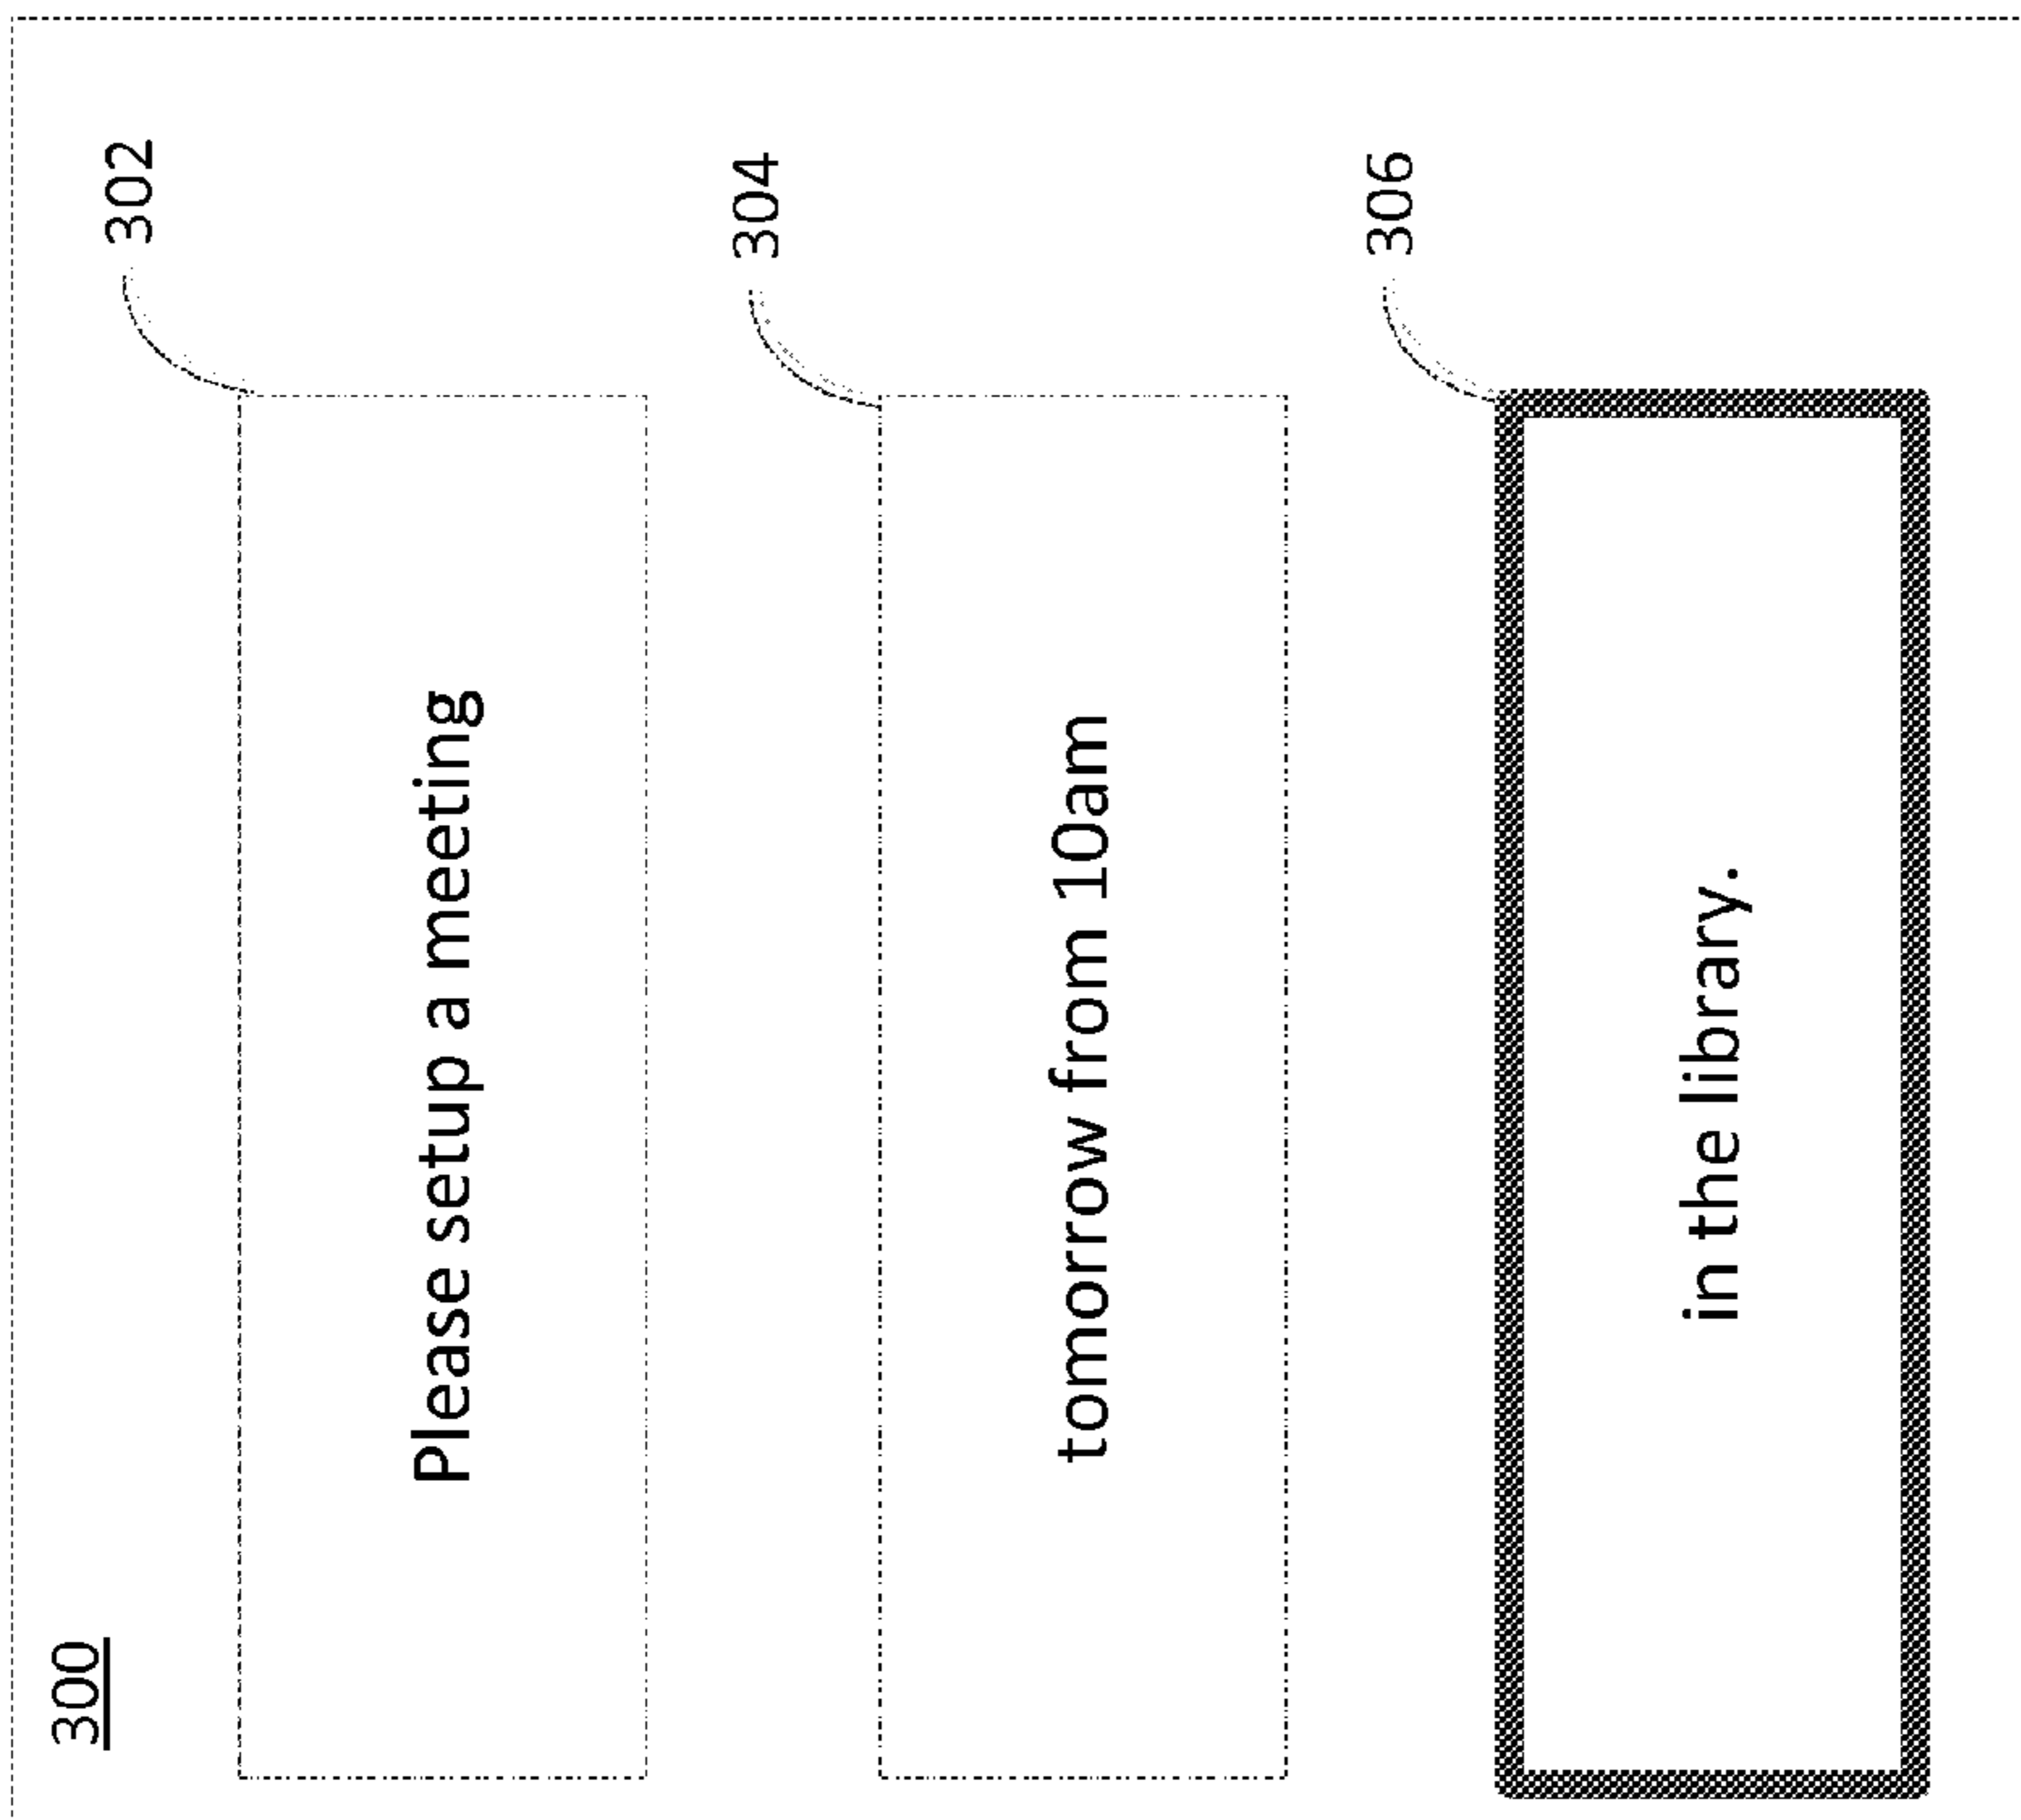 300
302
Please setup a meeting
304
tomorrow from 10am
306
in the library.